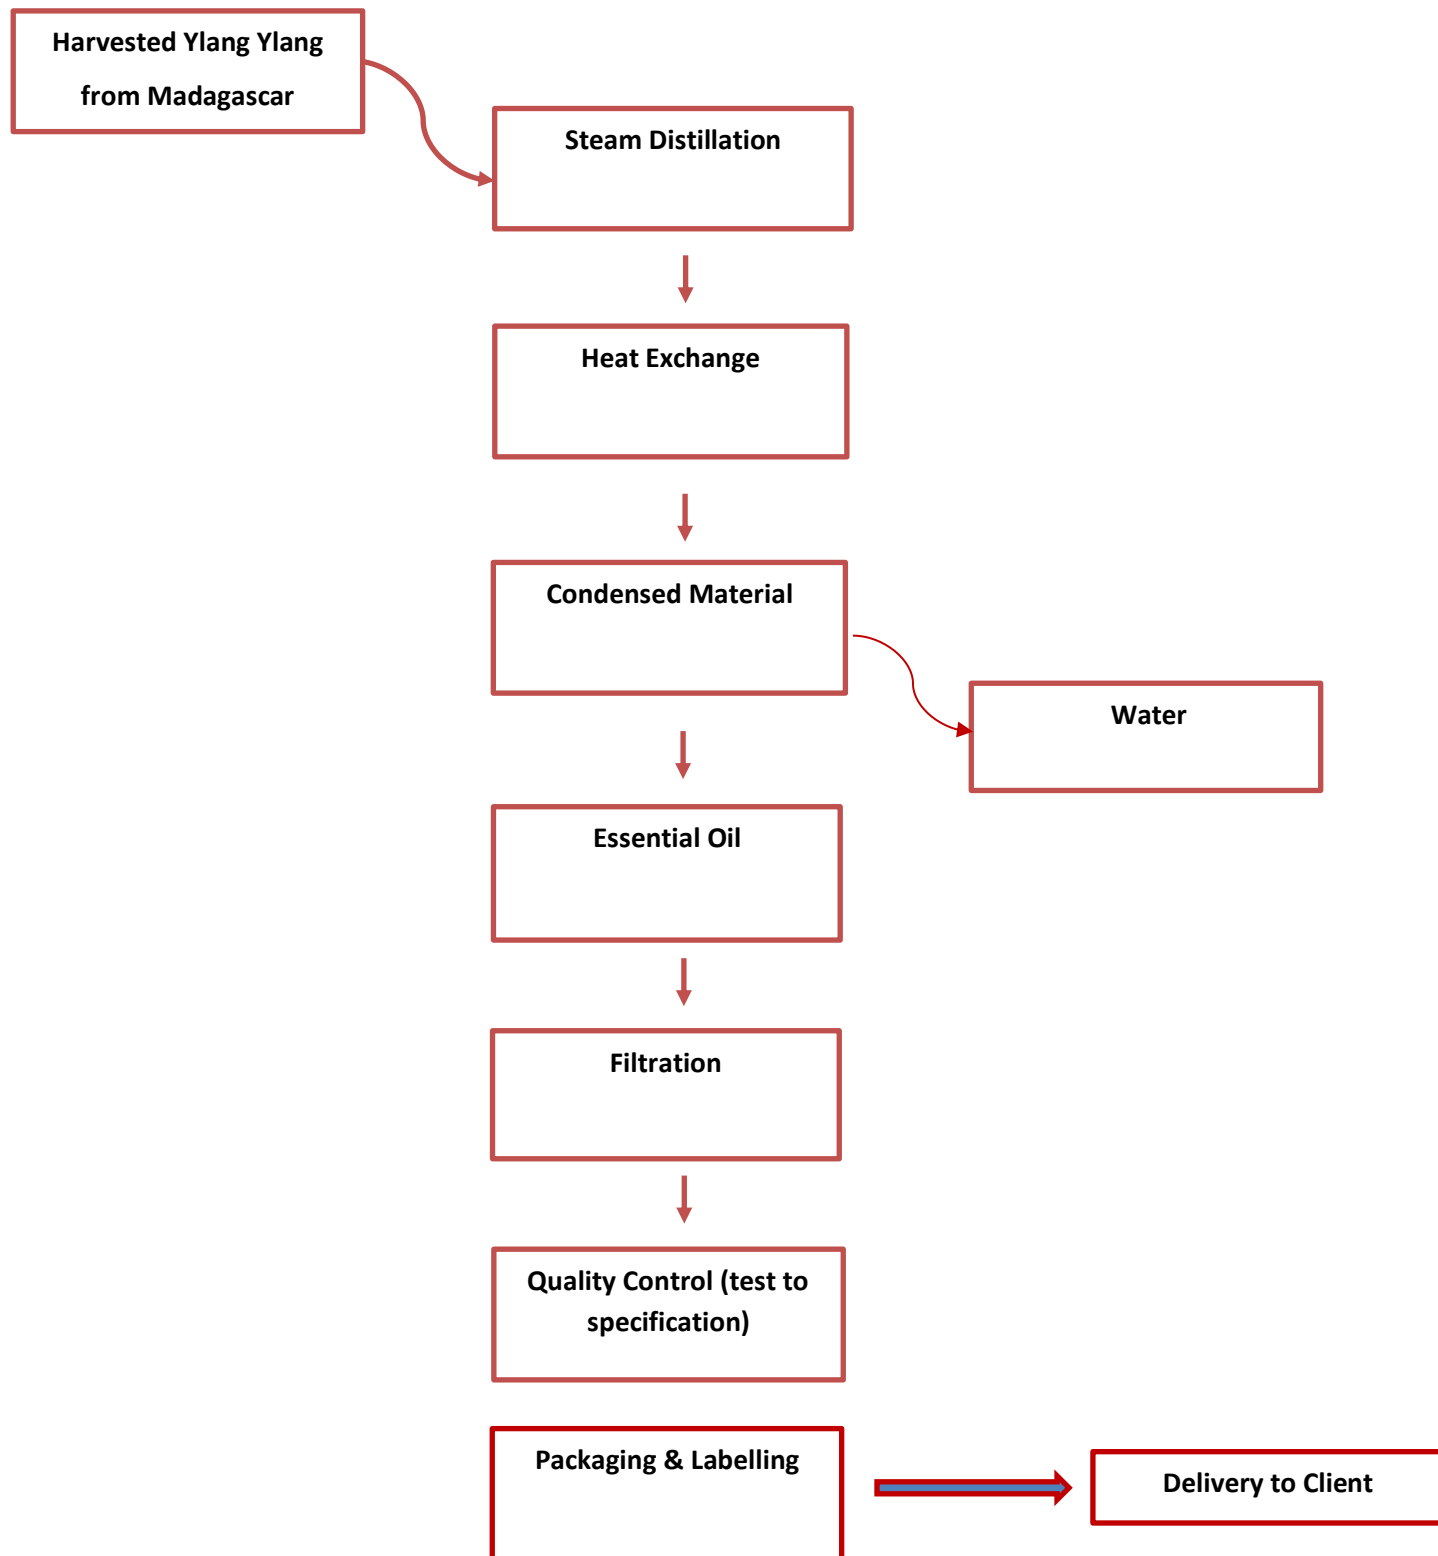 Harvested Ylang Ylang
from Madagascar
Steam Distillation
Heat Exchange
Condensed Material
Water
Essential Oil
Filtration
Quality Control (test to
specification)
Packaging & Labelling
Delivery to Client